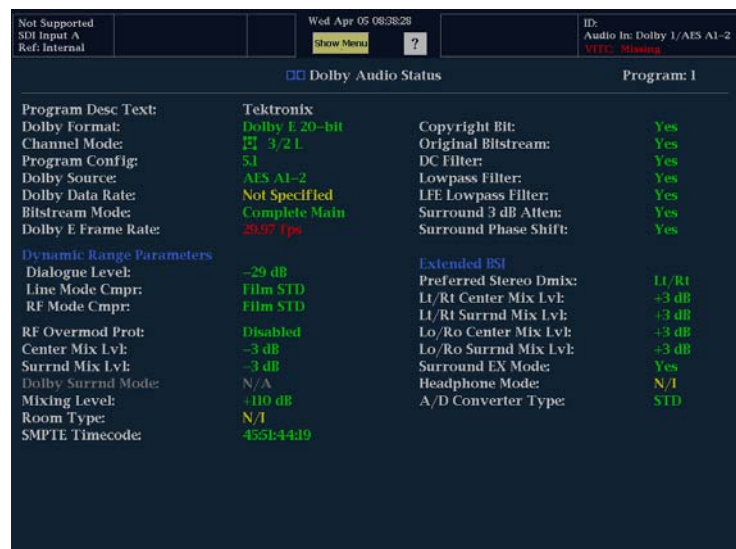 Not Supported
SDI Input A
Ref: Internal
Wed Apr 05 08:38:28
Show Menu
?
ID:
Audio In: Dolby 1/AES A1-2
VITC: Missing
Dolby Audio Status
Program: 1
Program Desc Text: Tektronix
Dolby Format: Dolby E 20-bit
Channel Mode: 3/2 L
Program Config: 5.1
Dolby Source: AES A1-2
Dolby Data Rate: Not Specified
Bitstream Mode: Complete Main
Dolby E Frame Rate: 29.97 fps
Copyright Bit: Yes
Original Bitstream: Yes
DC Filter: Yes
Lowpass Filter: Yes
LFE Lowpass Filter: Yes
Surround 3 dB Atten: Yes
Surround Phase Shift: Yes
Dynamic Range Parameters
Dialogue Level: -29 dB
Line Mode Cmpr: Film STD
RF Mode Cmpr: Film STD
RF Overmod Prot: Disabled
Center Mix Lvl: -3 dB
Surrnd Mix Lvl: -3 dB
Dolby Surrnd Mode: N/A
Mixing Level: +110 dB
Room Type: N/I
SMPTE Timecode: 45:51:44:19
Extended BSI
Preferred Stereo Dmix: Lt/Rt
Lt/Rt Center Mix Lvl: +3 dB
Lt/Rt Surrnd Mix Lvl: +3 dB
Lo/Ro Center Mix Lvl: +3 dB
Lo/Ro Surrnd Mix Lvl: +3 dB
Surround EX Mode: Yes
Headphone Mode: N/I
A/D Converter Type: STD